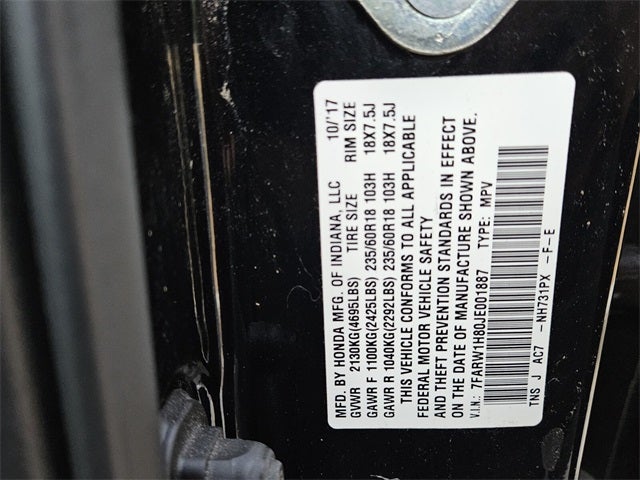 MFD. BY HONDA MFG. OF INDIANA, LLC 10/'17
GVWR 2130KG(4695LBS) TIRE SIZE RIM SIZE
GAWR F 1100KG(2425LBS) 235/60R18 103H 18X7.5J
GAWR R 1040KG(2292LBS) 235/60R18 103H 18X7.5J
THIS VEHICLE CONFORMS TO ALL APPLICABLE
FEDERAL MOTOR VEHICLE SAFETY
AND THEFT PREVENTION STANDARDS IN EFFECT
ON THE DATE OF MANUFACTURE SHOWN ABOVE.
V.I.N: 7FARW1H80JE001887 TYPE: MPV
TNS J AC7 -NH731PX -F-E